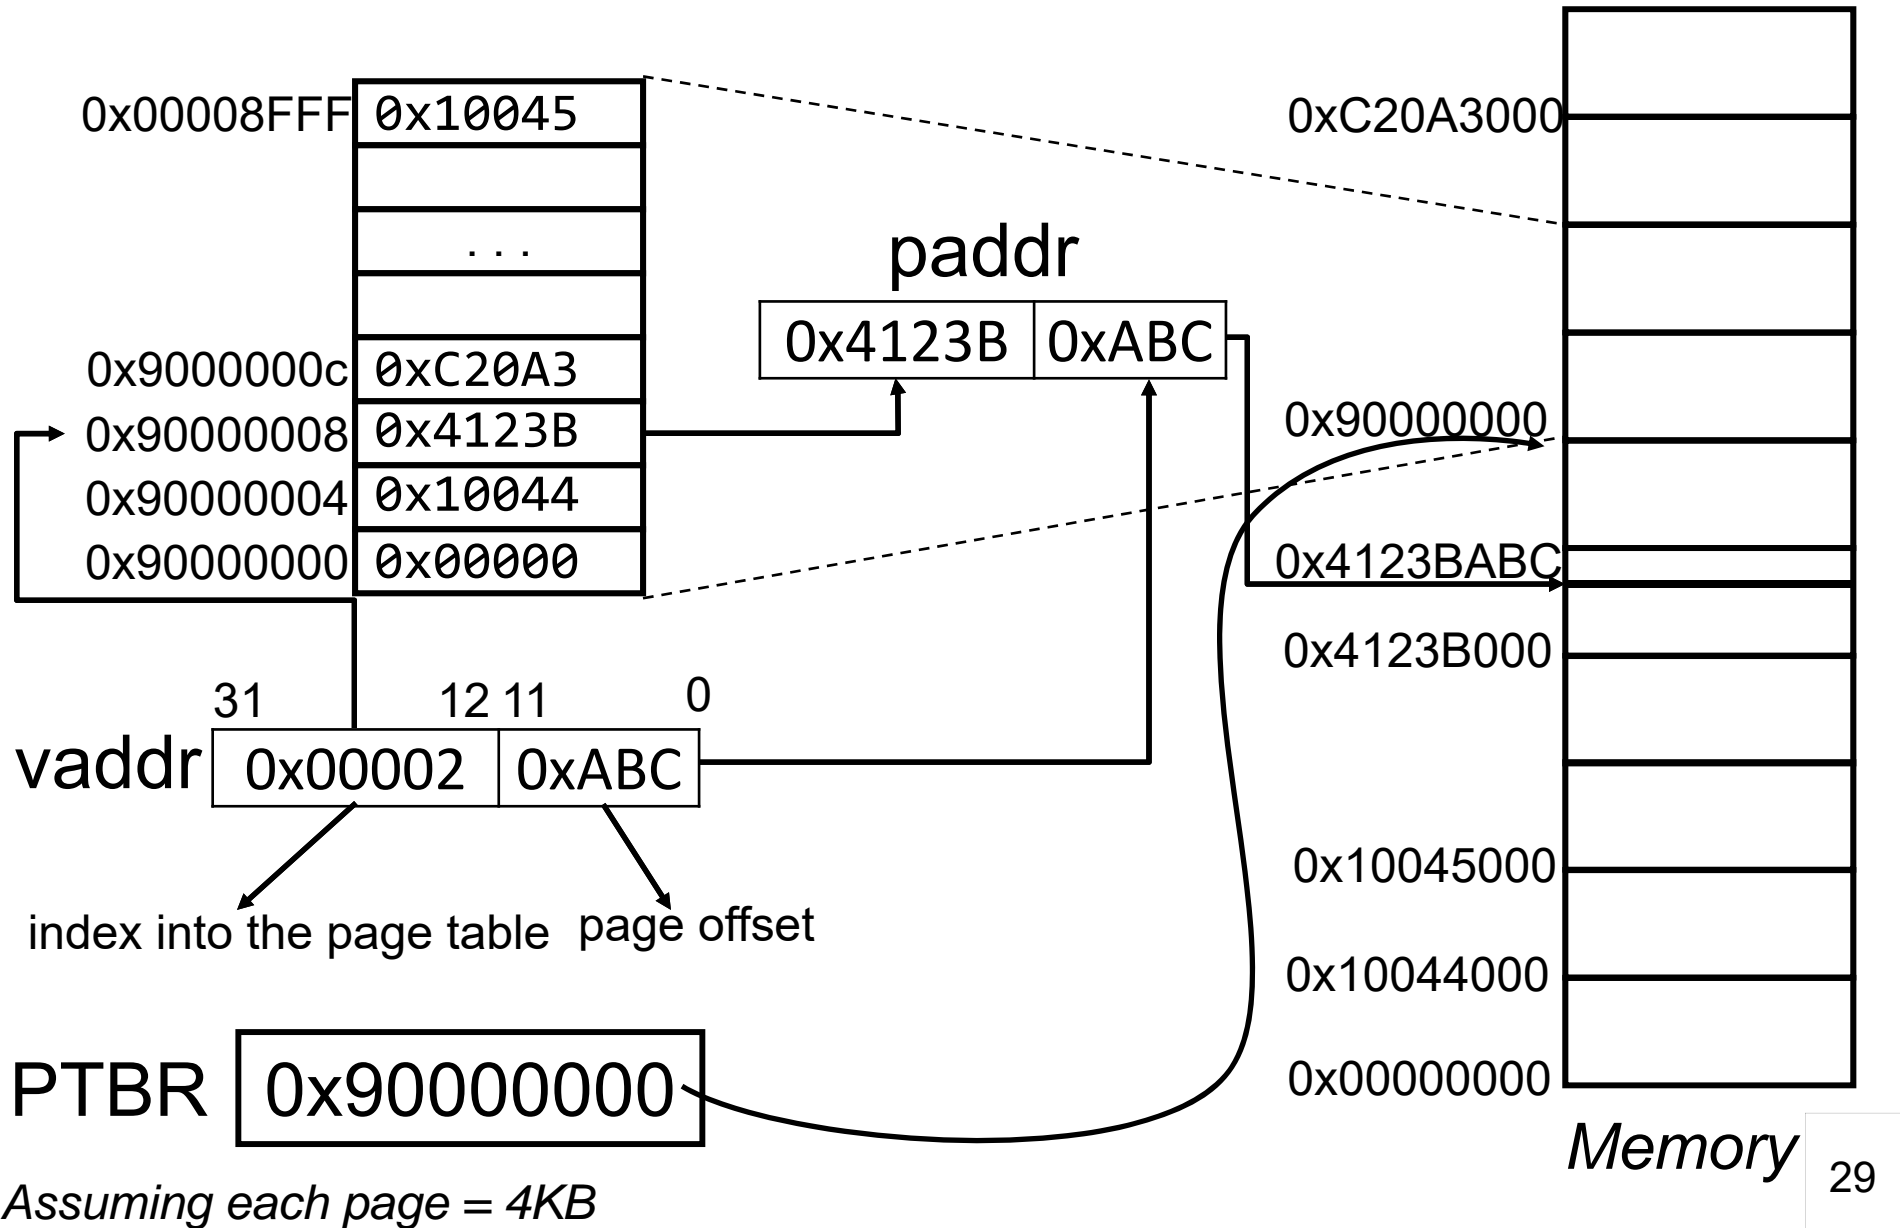 0x00008FFF 0x10045
. . .
0x9000000c 0xC20A3
0x90000008 0x4123B
0x90000004 0x10044
0x90000000 0x00000
paddr
0x4123B 0xABC
31 12 11 0
vaddr 0x00002 0xABC
index into the page table page offset
PTBR 0x90000000
Assuming each page = 4KB
0xC20A3000
0x90000000
0x4123BABC
0x4123B000
0x10045000
0x10044000
0x00000000
Memory
29